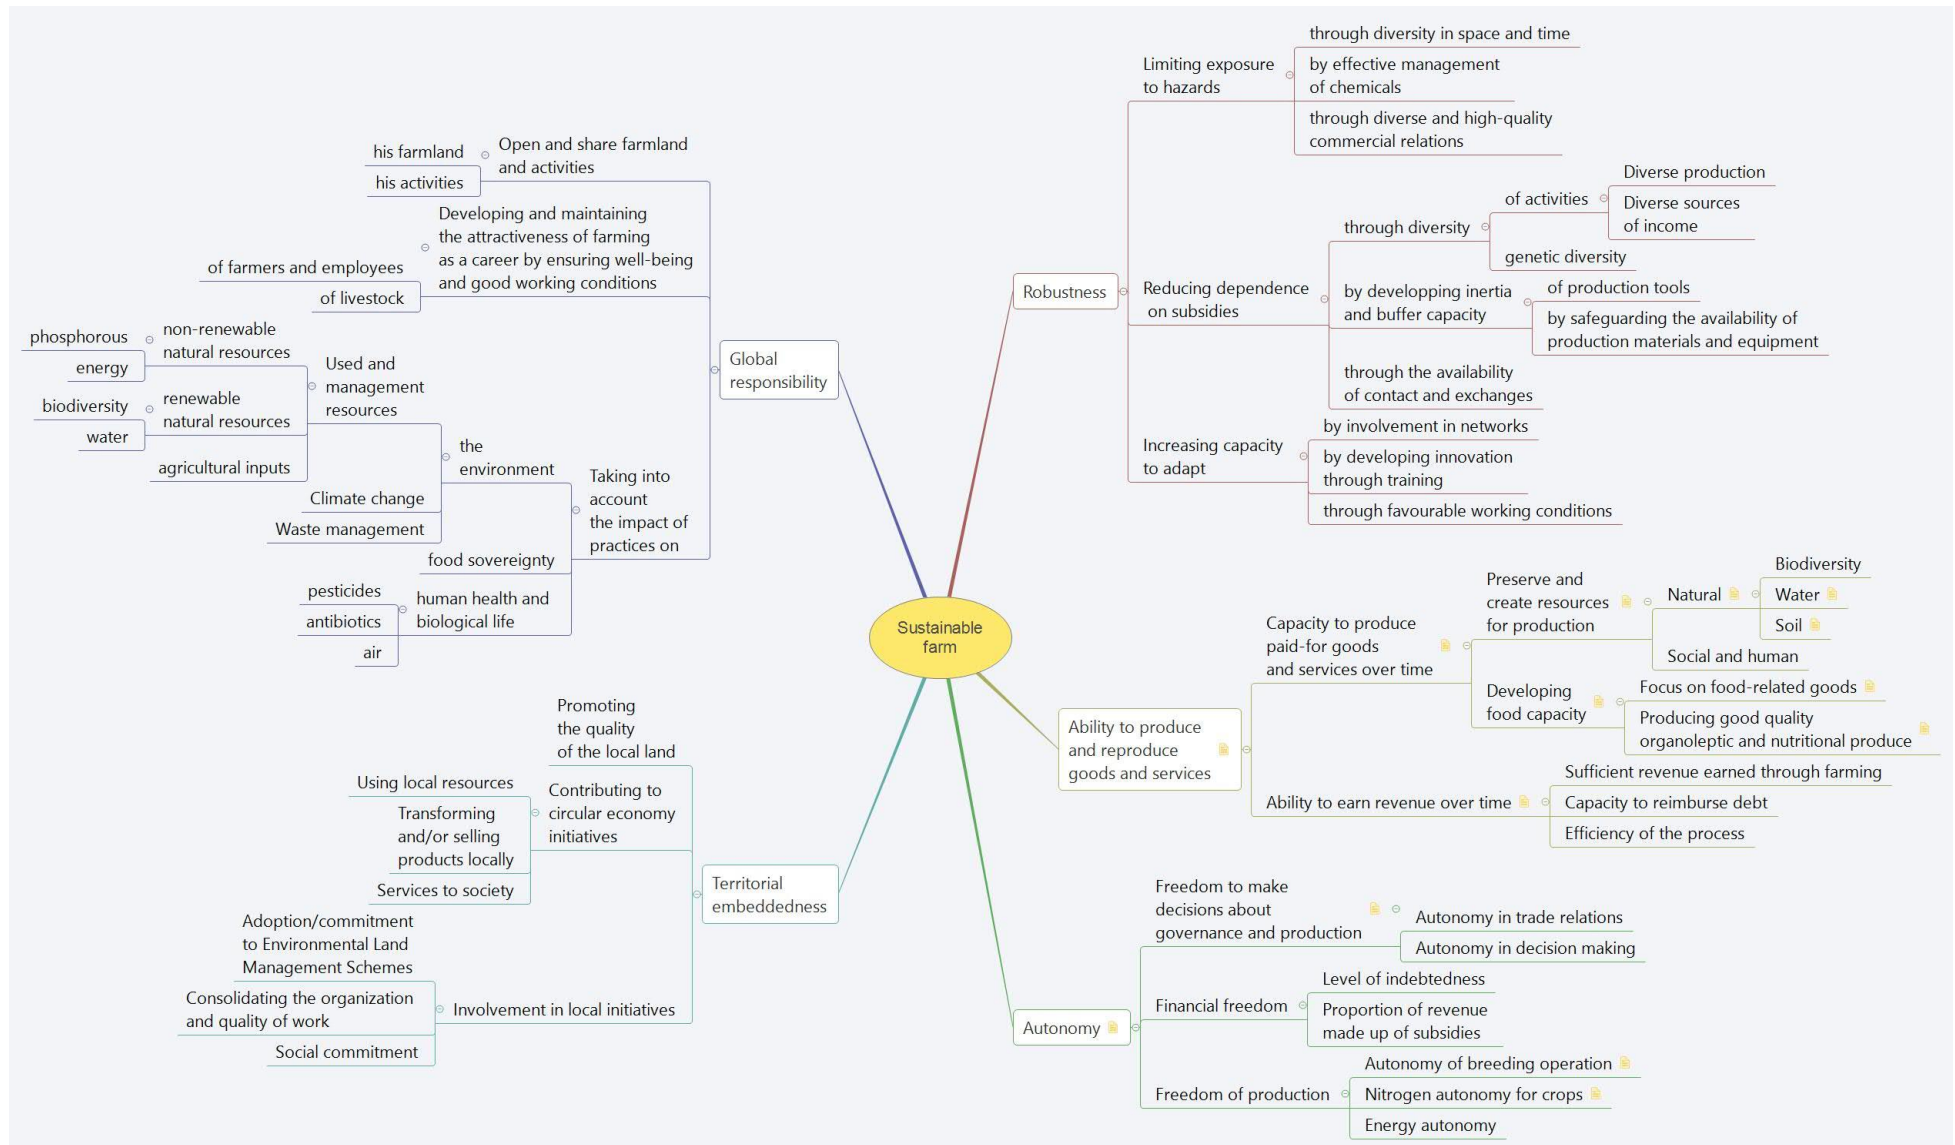 Sustainable
farm
Robustness
Limiting exposure
to hazards
through diversity in space and time
by effective management
of chemicals
through diverse and high-quality
commercial relations
Reducing dependence
on subsidies
through diversity
of activities
Diverse production
Diverse sources
of income
genetic diversity
by developping inertia
and buffer capacity
of production tools
by safeguarding the availability of
production materials and equipment
through the availability
of contact and exchanges
Increasing capacity
to adapt
by involvement in networks
by developing innovation
through training
through favourable working conditions
Ability to produce
and reproduce
goods and services
Capacity to produce
paid-for goods
and services over time
Preserve and
create resources
for production
Natural
Biodiversity
Water
Soil
Social and human
Developing
food capacity
Focus on food-related goods
Producing good quality
organoleptic and nutritional produce
Ability to earn revenue over time
Sufficient revenue earned through farming
Capacity to reimburse debt
Efficiency of the process
Autonomy
Freedom to make
decisions about
governance and production
Autonomy in trade relations
Autonomy in decision making
Financial freedom
Level of indebtedness
Proportion of revenue
made up of subsidies
Freedom of production
Autonomy of breeding operation
Nitrogen autonomy for crops
Energy autonomy
Global
responsibility
Open and share farmland
and activities
his farmland
his activities
Developing and maintaining
the attractiveness of farming
as a career by ensuring well-being
and good working conditions
of farmers and employees
of livestock
Taking into
account
the impact of
practices on
the
environment
Used and
management
resources
non-renewable
natural resources
phosphorous
energy
renewable
natural resources
biodiversity
water
agricultural inputs
Climate change
Waste management
food sovereignty
human health and
biological life
pesticides
antibiotics
air
Territorial
embeddedness
Promoting
the quality
of the local land
Contributing to
circular economy
initiatives
Using local resources
Transforming
and/or selling
products locally
Services to society
Involvement in local initiatives
Adoption/commitment
to Environmental Land
Management Schemes
Consolidating the organization
and quality of work
Social commitment